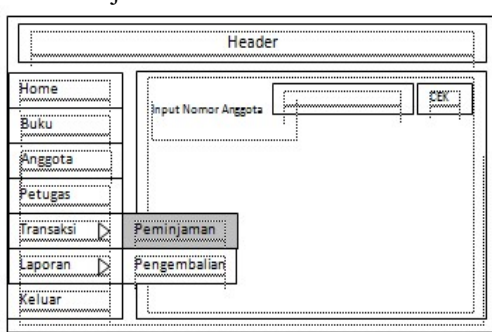 Header
Home
Input Nomor Anggota
CEK
Buku
Anggota
Petugas
Transaksi
Peminjaman
Laporan
Pengembalian
Keluar